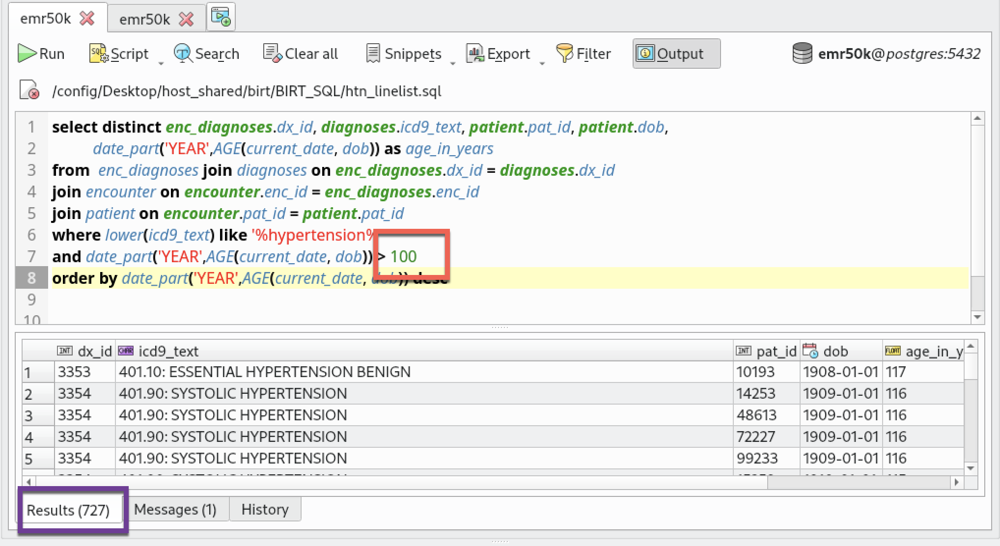 emr50k emr50k
Run Script Search Clear all Snippets Export Filter Output emr50k@postgres:5432
/config/Desktop/host_shared/birt/BIRT_SQL/htn_linelist.sql
1 select distinct enc_diagnoses.dx_id, diagnoses.icd9_text, patient.pat_id, patient.dob,
2 date_part('YEAR',AGE(current_date, dob)) as age_in_years
3 from enc_diagnoses join diagnoses on enc_diagnoses.dx_id = diagnoses.dx_id
4 join encounter on encounter.enc_id = enc_diagnoses.enc_id
5 join patient on encounter.pat_id = patient.pat_id
6 where lower(icd9_text) like '%hypertension%
7 and date_part('YEAR',AGE(current_date, dob)) > 100
8 order by date_part('YEAR',AGE(current_date, dob)) desc
9
10
INT dx_id CHAR icd9_text INT pat_id dob FLOAT age_in_y
1 3353 401.10: ESSENTIAL HYPERTENSION BENIGN 10193 1908-01-01 117
2 3354 401.90: SYSTOLIC HYPERTENSION 14253 1909-01-01 116
3 3354 401.90: SYSTOLIC HYPERTENSION 48613 1909-01-01 116
4 3354 401.90: SYSTOLIC HYPERTENSION 72227 1909-01-01 116
5 3354 401.90: SYSTOLIC HYPERTENSION 99233 1909-01-01 116
Results (727) Messages (1) History